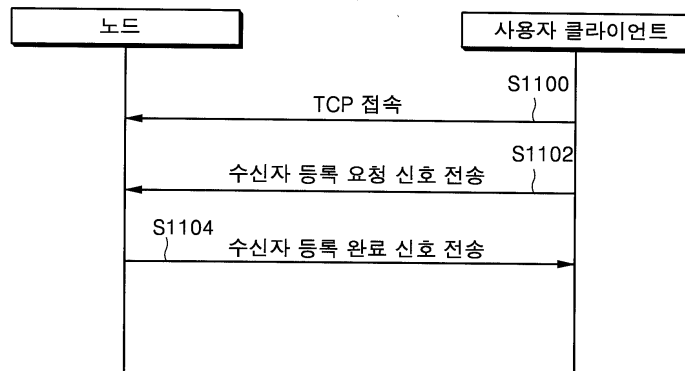 노드
사용자 클라이언트
S1100
TCP 접속
S1102
수신자 등록 요청 신호 전송
S1104
수신자 등록 완료 신호 전송